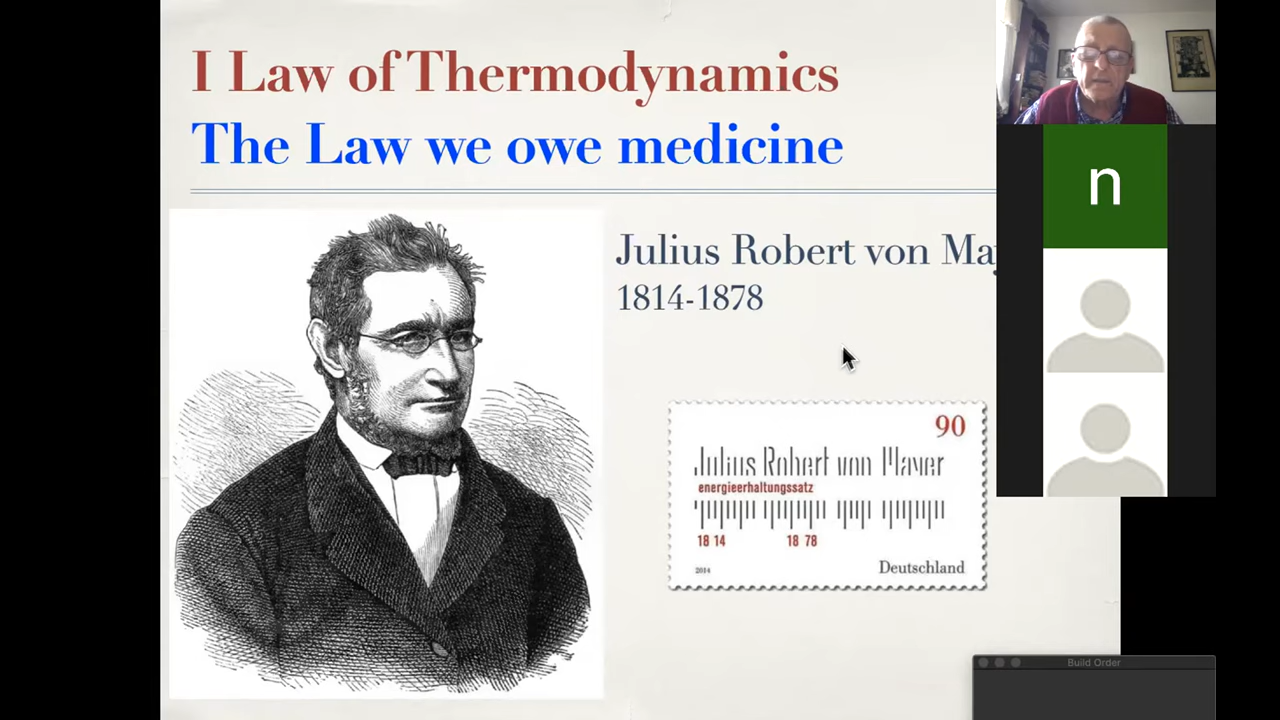 I Law of Thermodynamics
The Law we owe medicine
Julius Robert von Ma
1814-1878
90
Julius Robert von Mayer
energieerhaltungssatz
18 14 18 78
2014 Deutschland
n
Build Order